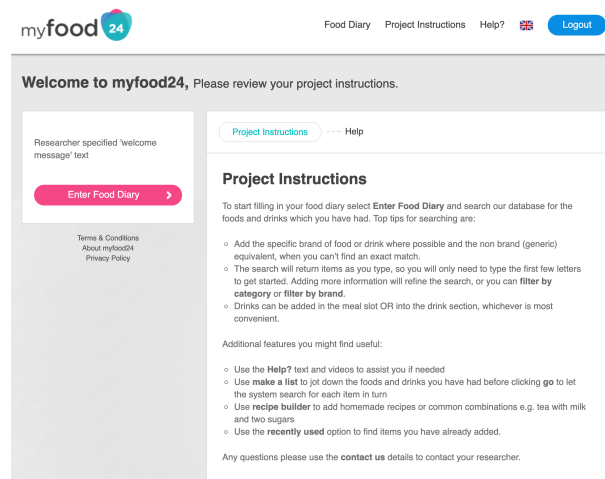 myfood 24
Food Diary Project Instructions Help? Logout
Welcome to myfood24, Please review your project instructions.
Researcher specified 'welcome
message' text
Enter Food Diary
Terms & Conditions
About myfood24
Privacy Policy
Project Instructions --- Help
Project Instructions
To start filling in your food diary select Enter Food Diary and search our database for the
foods and drinks which you have had. Top tips for searching are:
Add the specific brand of food or drink where possible and the non brand (generic)
equivalent, when you can't find an exact match.
The search will return items as you type, so you will only need to type the first few letters
to get started. Adding more information will refine the search, or you can filter by
category or filter by brand.
Drinks can be added in the meal slot OR into the drink section, whichever is most
convenient.
Additional features you might find useful:
Use the Help? text and videos to assist you if needed
Use make a list to jot down the foods and drinks you have had before clicking go to let
the system search for each item in turn
Use recipe builder to add homemade recipes or common combinations e.g. tea with milk
and two sugars
Use the recently used option to find items you have already added.
Any questions please use the contact us details to contact your researcher.